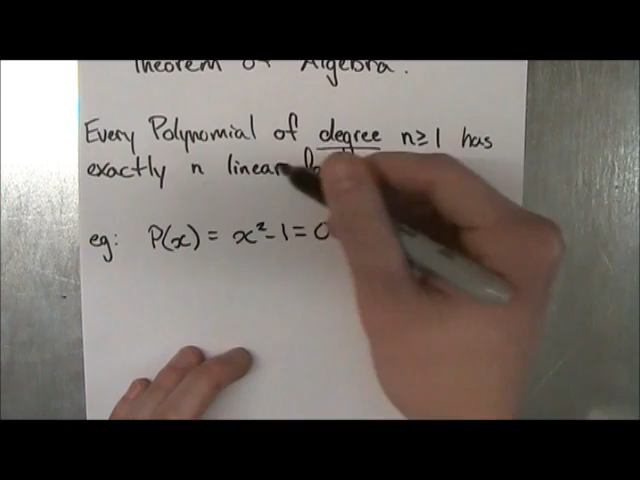 Theorem of Algebra.
Every Polynomial of degree n≥1 has
exactly n linear
eg: P(x) = x²-1=0